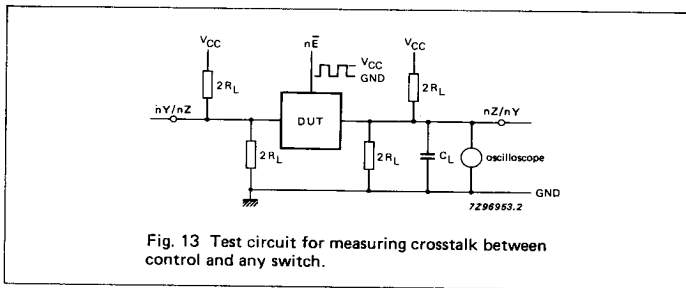 VCC
nE̅
VCC
VCC
GND
2RL
2RL
nY/nZ
nZ/nY
DUT
2RL
2RL
CL
oscilloscope
GND
7Z96953.2
Fig. 13 Test circuit for measuring crosstalk between
control and any switch.